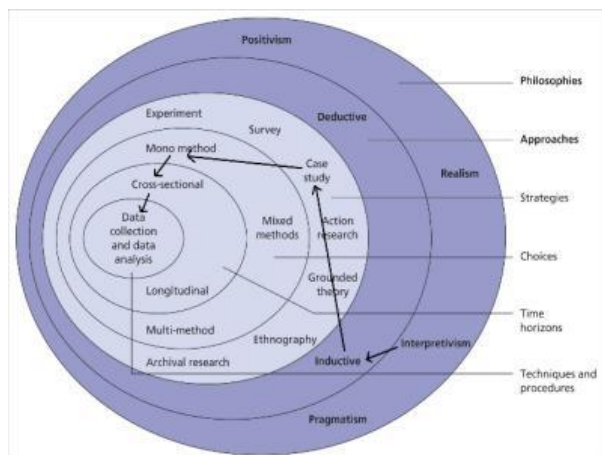 Positivism
Philosophies
Experiment
Deductive
Survey
Approaches
Mono method
Case
study
Realism
Cross-sectional
Strategies
Data
collection
and data
analysis
Mixed
methods
Action
research
Choices
Grounded
theory
Longitudinal
Time
horizons
Multi-method
Ethnography
Interpretivism
Archival research
Inductive
Techniques and
procedures
Pragmatism